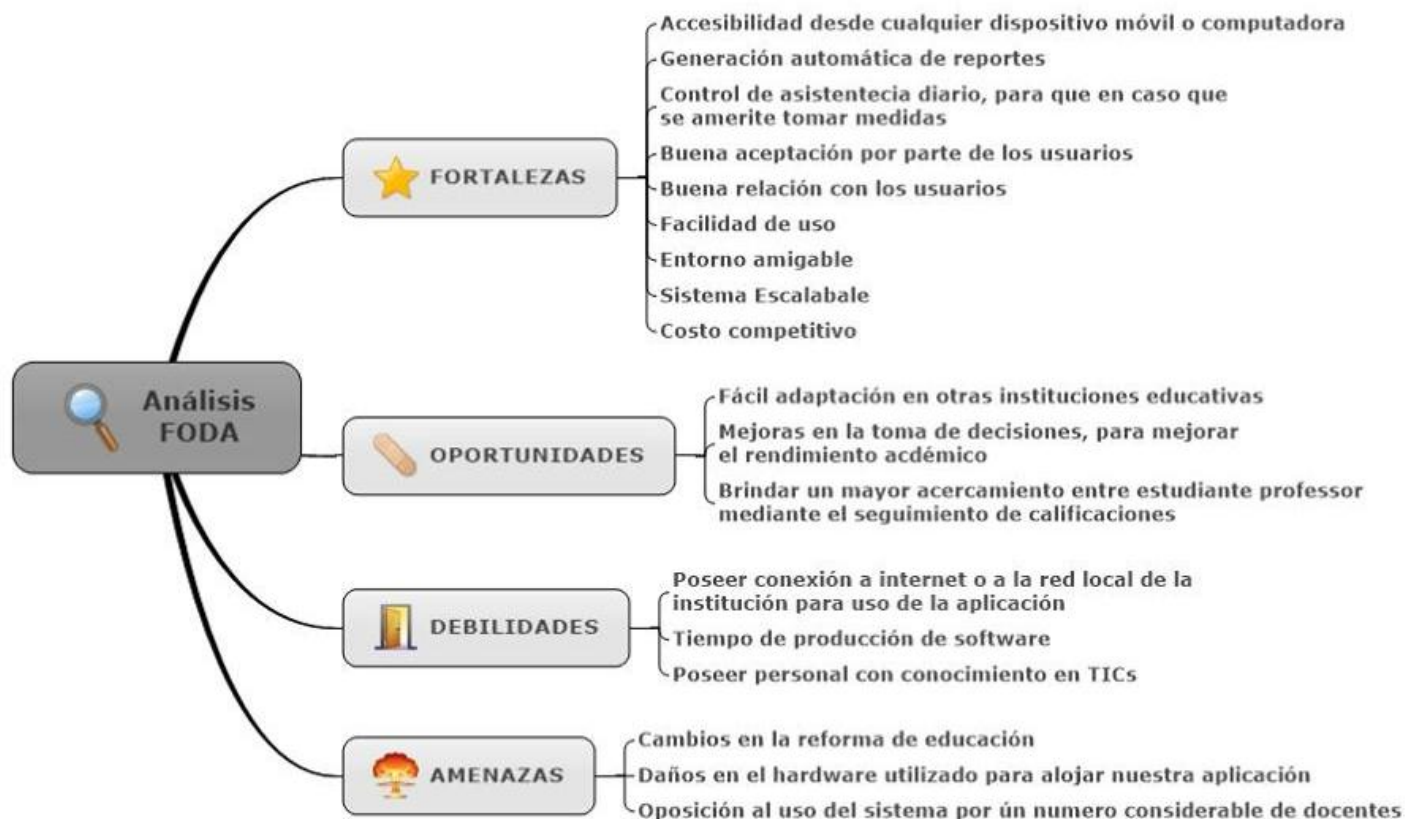 Análisis
FODA
FORTALEZAS
Accesibilidad desde cualquier dispositivo móvil o computadora
Generación automática de reportes
Control de asistentecia diario, para que en caso que
se amerite tomar medidas
Buena aceptación por parte de los usuarios
Buena relación con los usuarios
Facilidad de uso
Entorno amigable
Sistema Escalabale
Costo competitivo
OPORTUNIDADES
Fácil adaptación en otras instituciones educativas
Mejoras en la toma de decisiones, para mejorar
el rendimiento acdémico
Brindar un mayor acercamiento entre estudiante professor
mediante el seguimiento de calificaciones
DEBILIDADES
Poseer conexión a internet o a la red local de la
institución para uso de la aplicación
Tiempo de producción de software
Poseer personal con conocimiento en TICs
AMENAZAS
Cambios en la reforma de educación
Daños en el hardware utilizado para alojar nuestra aplicación
Oposición al uso del sistema por ún numero considerable de docentes